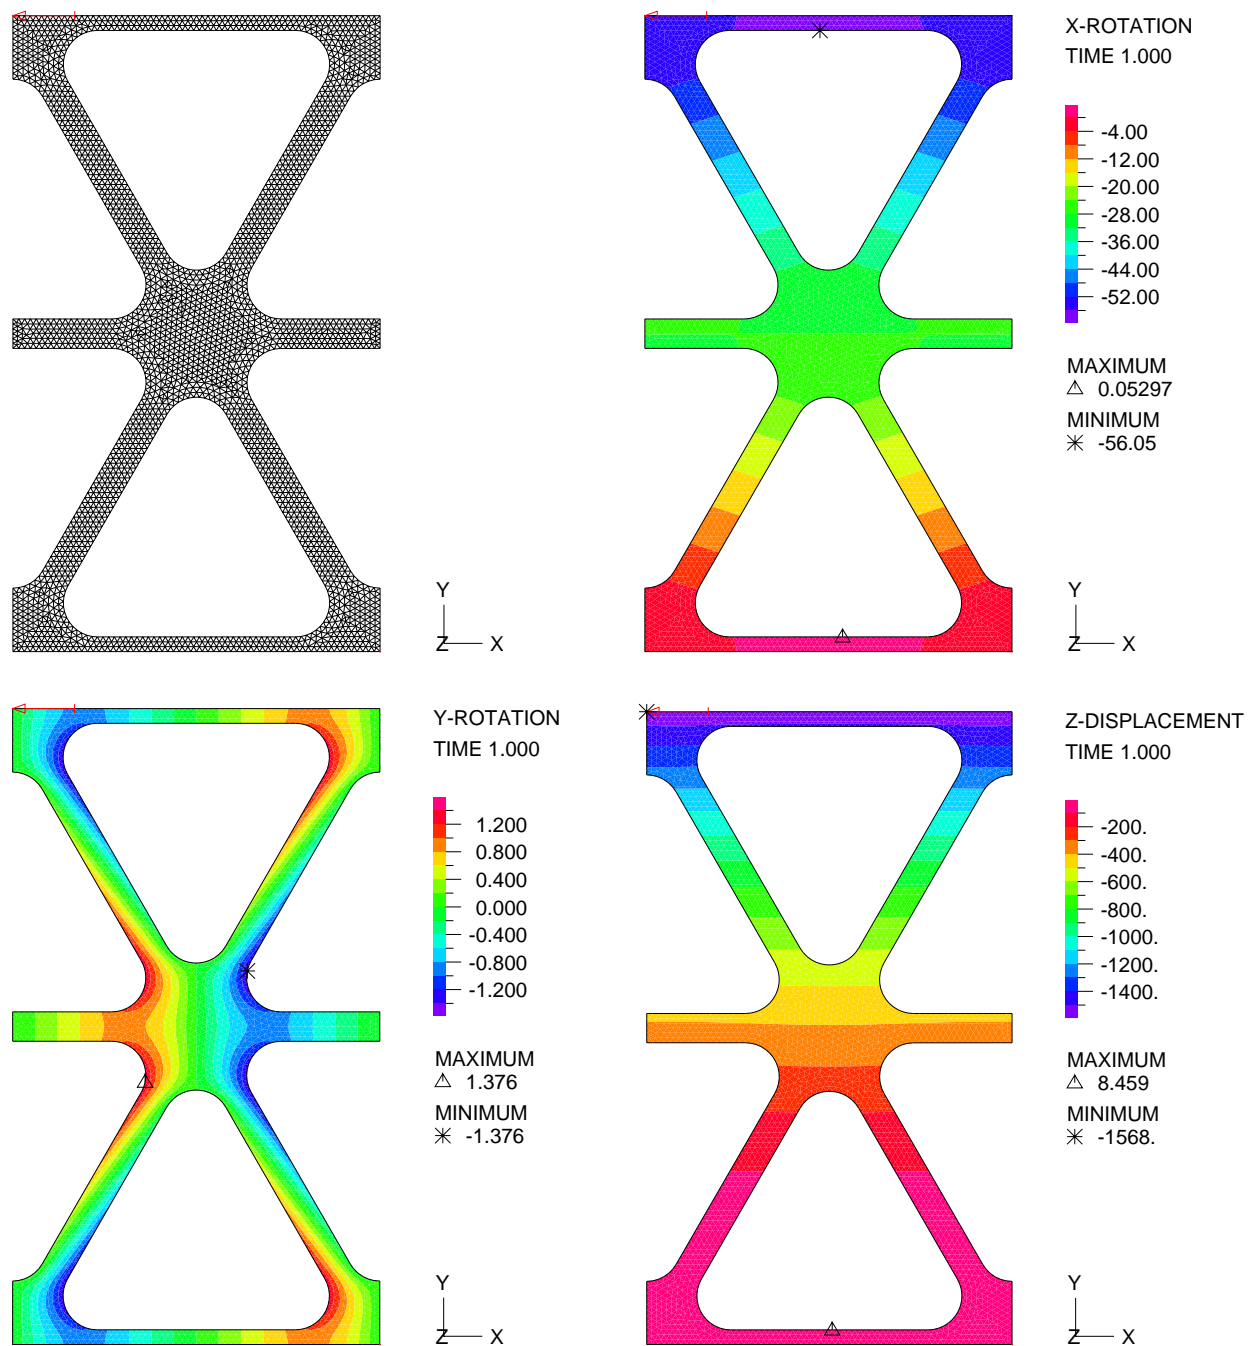 Y
Z X
X-ROTATION
TIME 1.000
-4.00
-12.00
-20.00
-28.00
-36.00
-44.00
-52.00
MAXIMUM
0.05297
MINIMUM
-56.05
Y
Z X
Y-ROTATION
TIME 1.000
1.200
0.800
0.400
0.000
-0.400
-0.800
-1.200
MAXIMUM
1.376
MINIMUM
-1.376
Y
Z X
Z-DISPLACEMENT
TIME 1.000
-200.
-400.
-600.
-800.
-1000.
-1200.
-1400.
MAXIMUM
8.459
MINIMUM
-1568.
Y
Z X